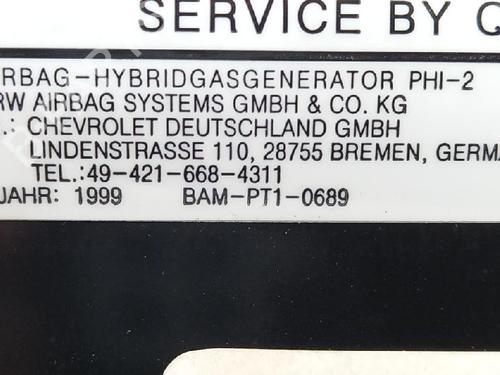 SERVICE BY Q
RBAG-HYBRIDGASGENERATOR PHI-2
RW AIRBAG SYSTEMS GMBH & CO. KG
.: CHEVROLET DEUTSCHLAND GMBH
LINDENSTRASSE 110, 28755 BREMEN, GERMA
TEL.:49-421-668-4311
JAHR: 1999 BAM-PT1-0689